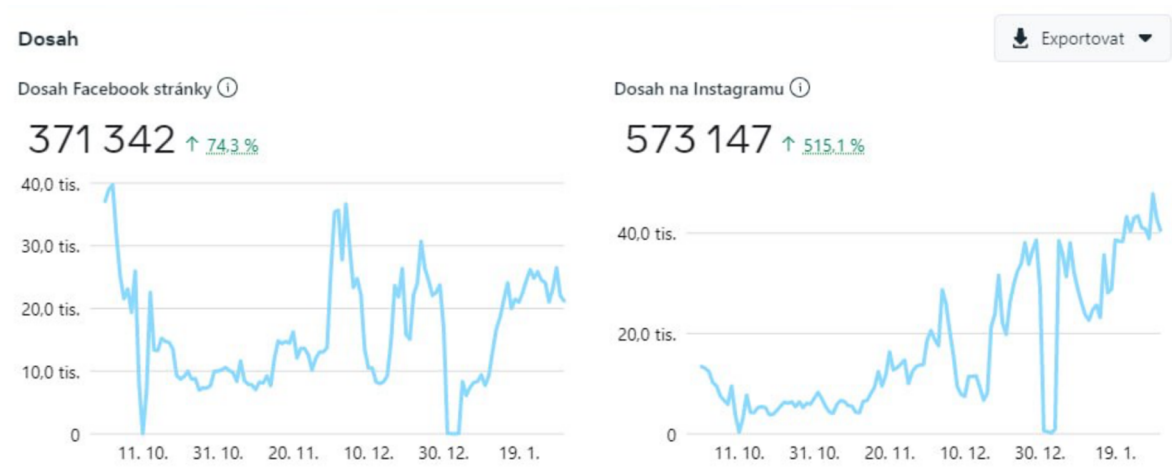 Dosah
Exportovat
Dosah Facebook stránky
371 342 ↑ 74,3 %
40,0 tis.
30,0 tis.
20,0 tis.
10,0 tis.
0
11. 10. 31. 10. 20. 11. 10. 12. 30. 12. 19. 1.
Dosah na Instagramu
573 147 ↑ 515,1 %
40,0 tis.
20,0 tis.
0
11. 10. 31. 10. 20. 11. 10. 12. 30. 12. 19. 1.